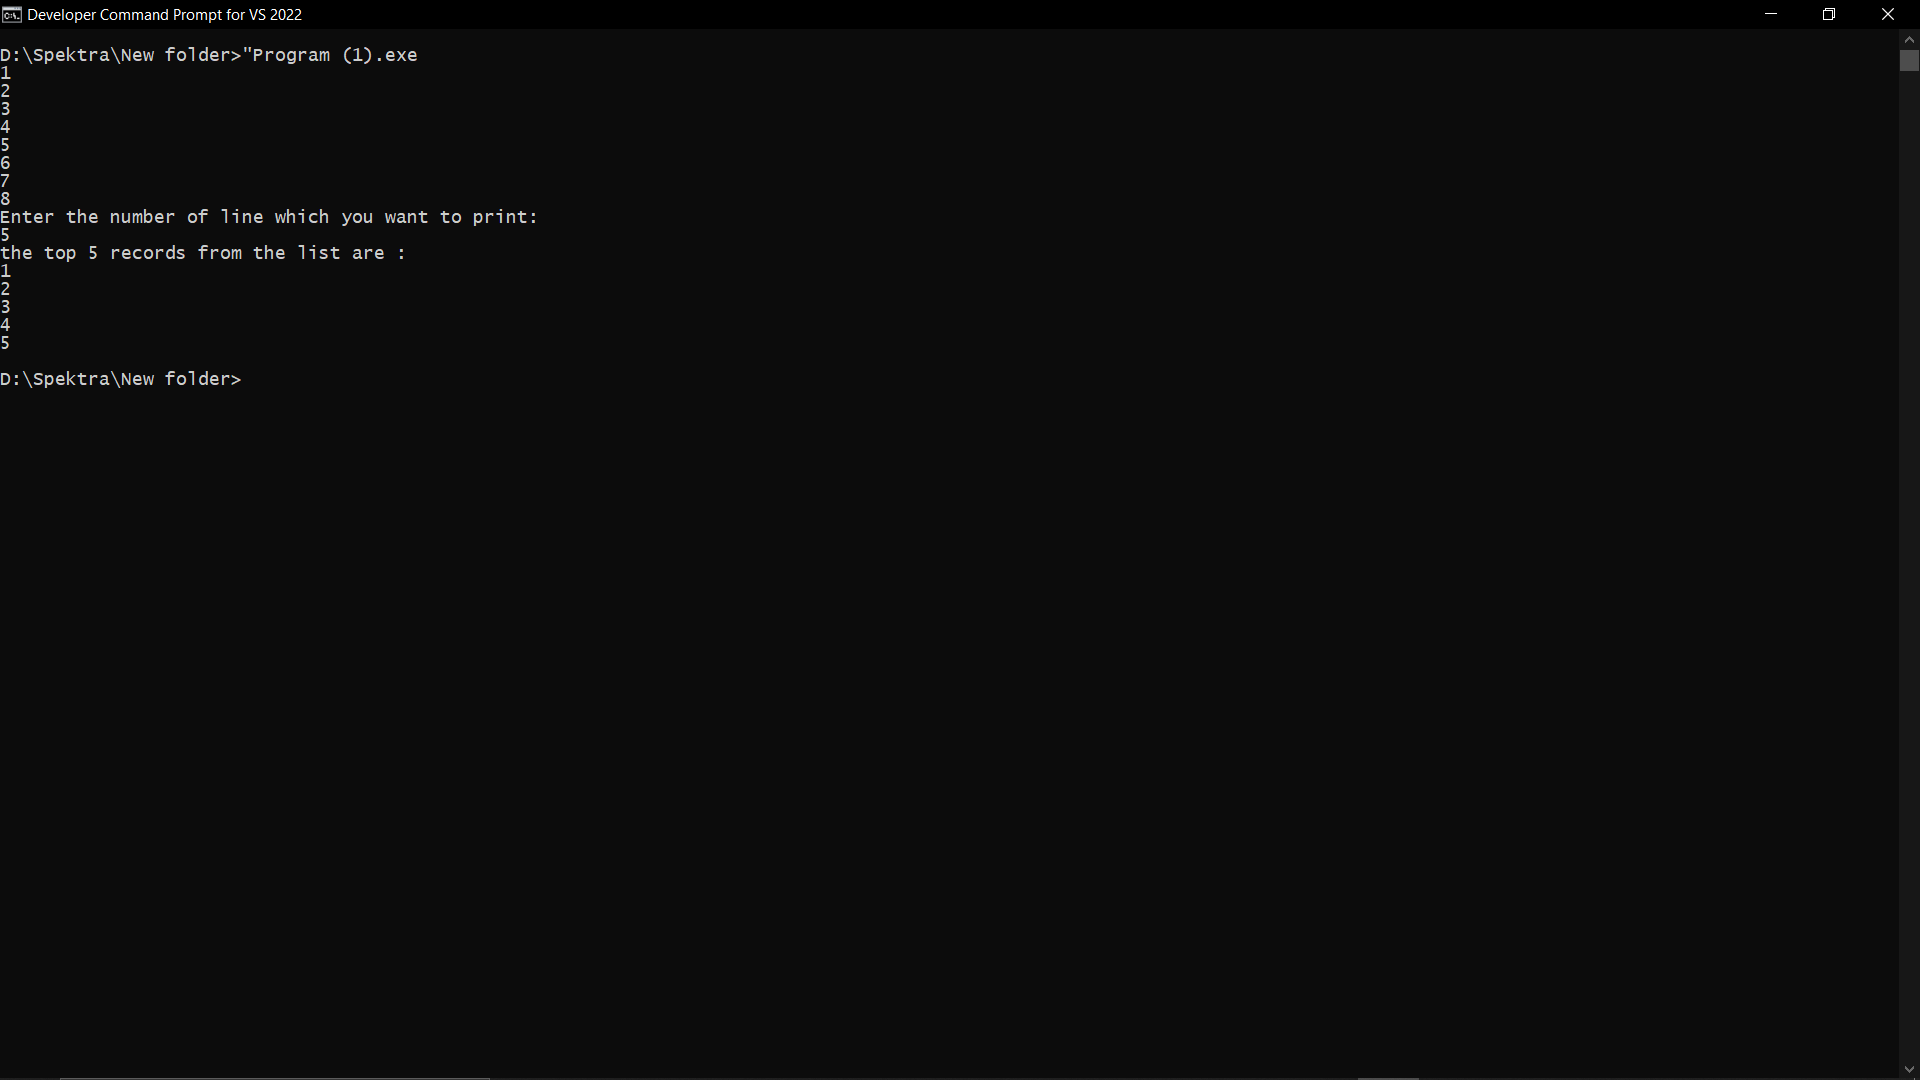 Developer Command Prompt for VS 2022
D:\Spektra\New folder>"Program (1).exe
1
2
3
4
5
6
7
8
Enter the number of line which you want to print:
5
the top 5 records from the list are :
1
2
3
4
5
D:\Spektra\New folder>